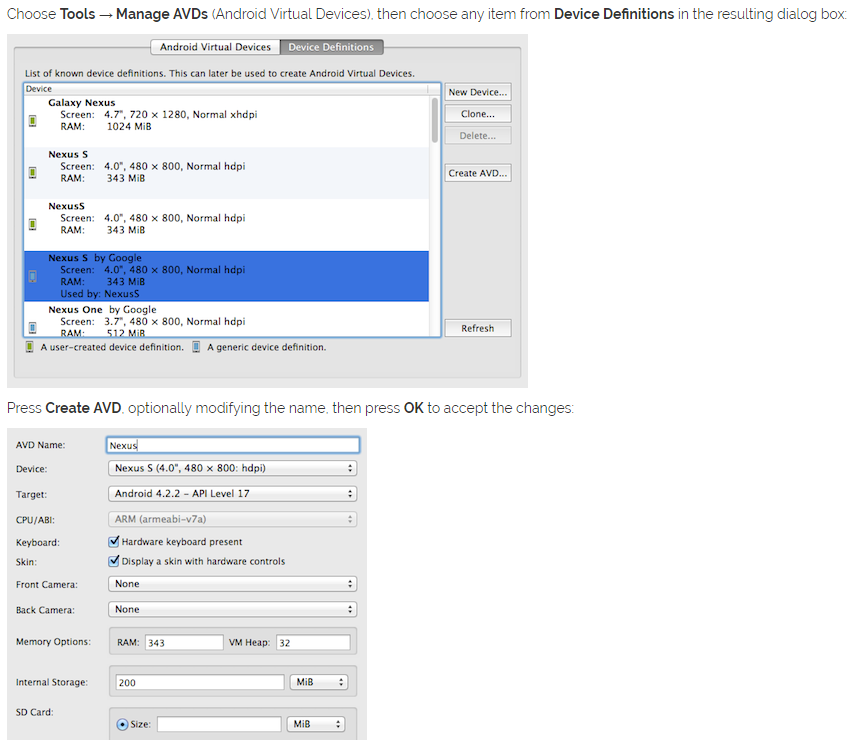 Choose Tools → Manage AVDs (Android Virtual Devices), then choose any item from Device Definitions in the resulting dialog box:
Android Virtual Devices Device Definitions
List of known device definitions. This can later be used to create Android Virtual Devices.
Device
Galaxy Nexus
Screen: 4.7", 720 × 1280, Normal xhdpi
RAM: 1024 MiB
Nexus S
Screen: 4.0", 480 × 800, Normal hdpi
RAM: 343 MiB
NexusS
Screen: 4.0", 480 × 800, Normal hdpi
RAM: 343 MiB
Nexus S by Google
Screen: 4.0", 480 × 800, Normal hdpi
RAM: 343 MiB
Used by: NexusS
Nexus One by Google
Screen: 3.7", 480 × 800, Normal hdpi
RAM: 512 MiB
New Device...
Clone...
Delete...
Create AVD...
Refresh
A user-created device definition. A generic device definition.
Press Create AVD, optionally modifying the name, then press OK to accept the changes:
AVD Name: Nexus
Device: Nexus S (4.0", 480 × 800: hdpi)
Target: Android 4.2.2 - API Level 17
CPU/ABI: ARM (armeabi-v7a)
Keyboard: Hardware keyboard present
Skin: Display a skin with hardware controls
Front Camera: None
Back Camera: None
Memory Options: RAM: 343 VM Heap: 32
Internal Storage: 200 MiB
SD Card:
Size: MiB